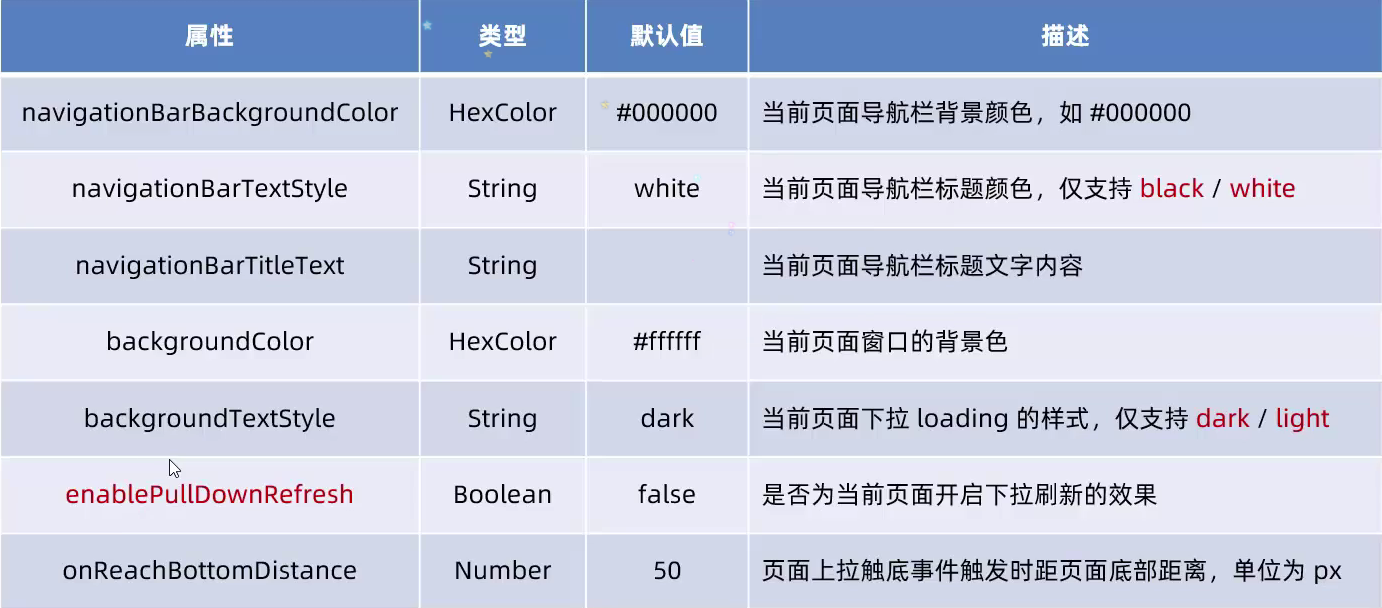 属性 类型 默认值 描述
navigationBarBackgroundColor HexColor #000000 当前页面导航栏背景颜色，如 #000000
navigationBarTextStyle String white 当前页面导航栏标题颜色，仅支持 black / white
navigationBarTitleText String 当前页面导航栏标题文字内容
backgroundColor HexColor #ffffff 当前页面窗口的背景色
backgroundTextStyle String dark 当前页面下拉 loading 的样式，仅支持 dark / light
enablePullDownRefresh Boolean false 是否为当前页面开启下拉刷新的效果
onReachBottomDistance Number 50 页面上拉触底事件触发时距页面底部距离，单位为 px